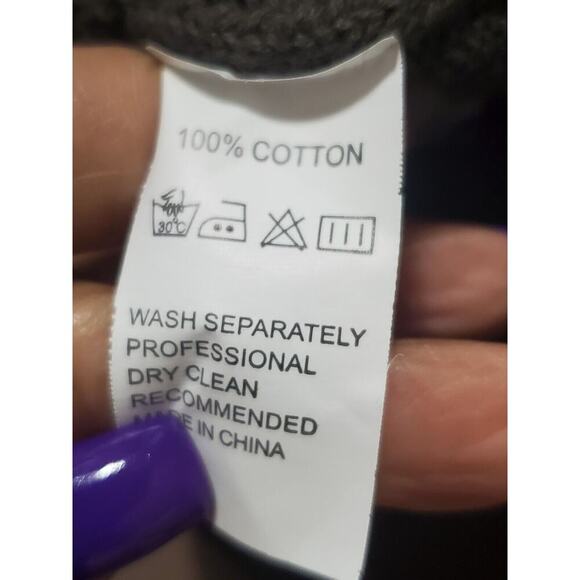 100% COTTON
30°C
WASH SEPARATELY
PROFESSIONAL
DRY CLEAN
RECOMMENDED
MADE IN CHINA